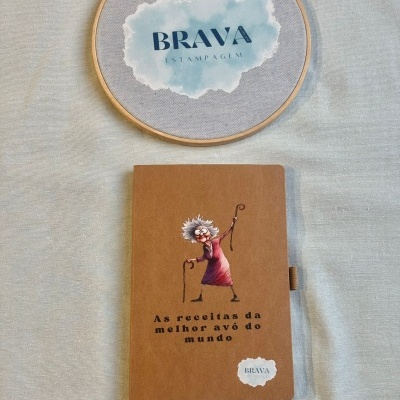 BRAVA
ESTAMPAGEM
As receitas da
melhor avó do
mundo
BRAVA